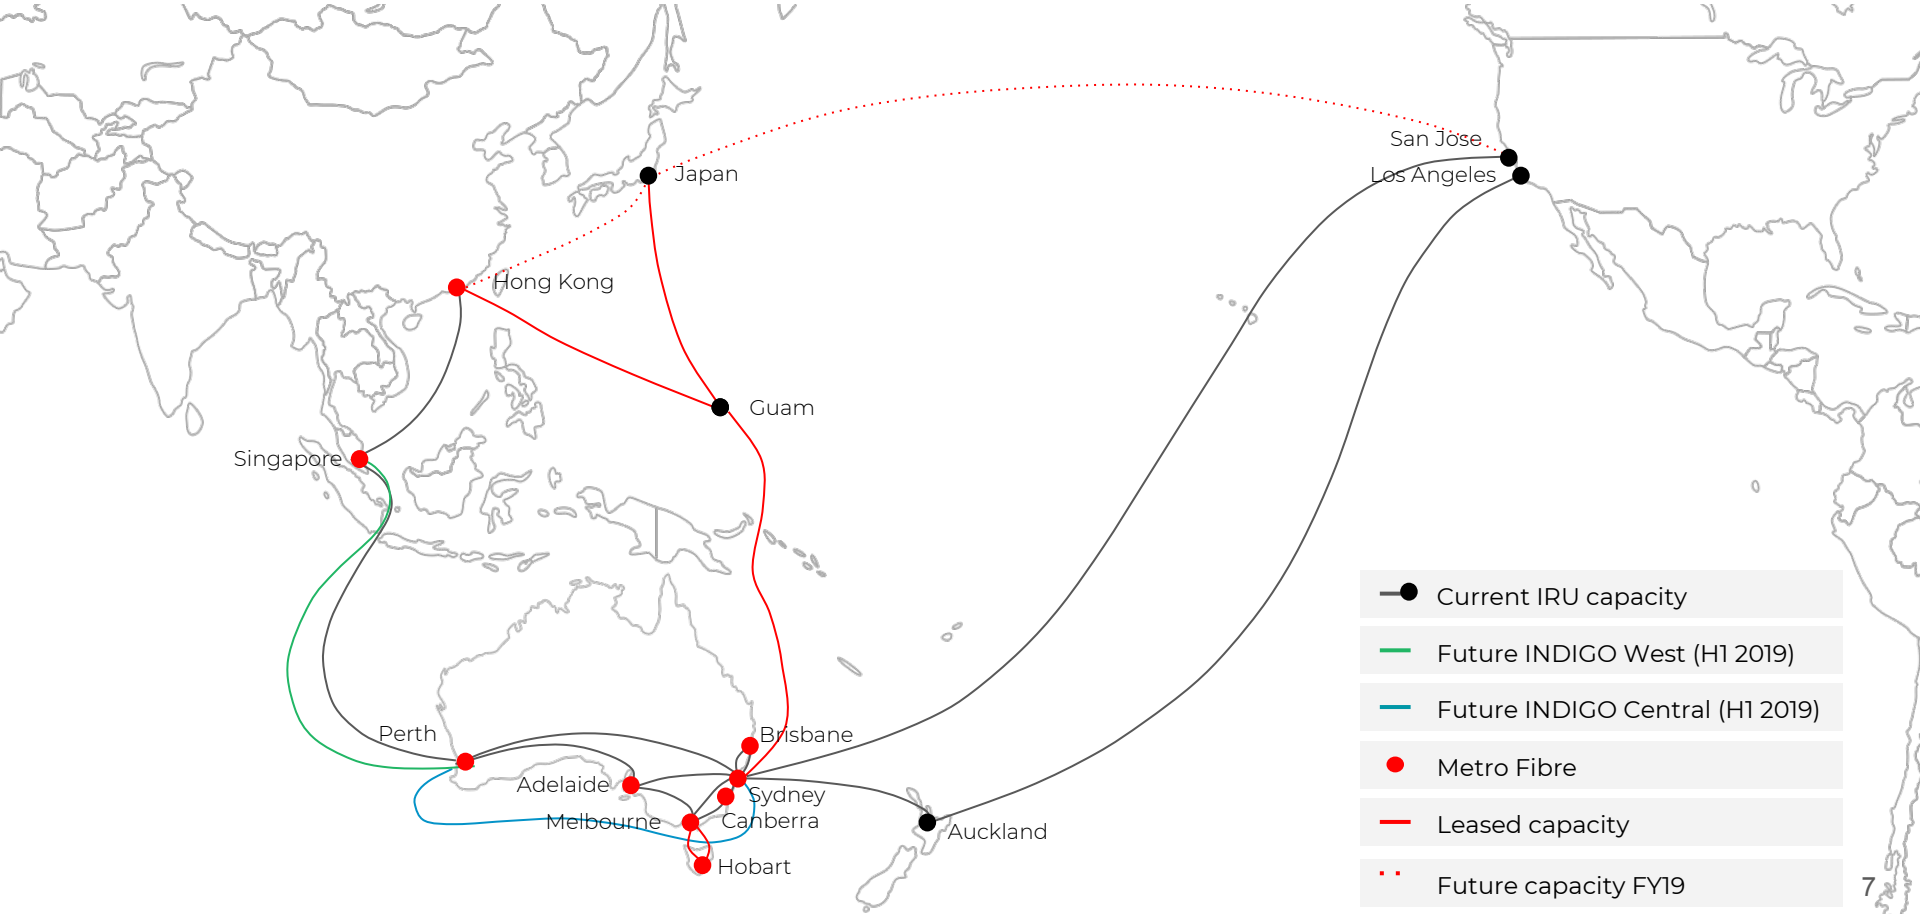 San Jose
Japan
Los Angeles
Hong Kong
Guam
Singapore
Current IRU capacity
Future INDIGO West (H1 2019)
Future INDIGO Central (H1 2019)
Perth
Brisbane
Metro Fibre
Adelaide
Sydney
Melbourne
Canberra
Auckland
Leased capacity
Hobart
Future capacity FY19
7